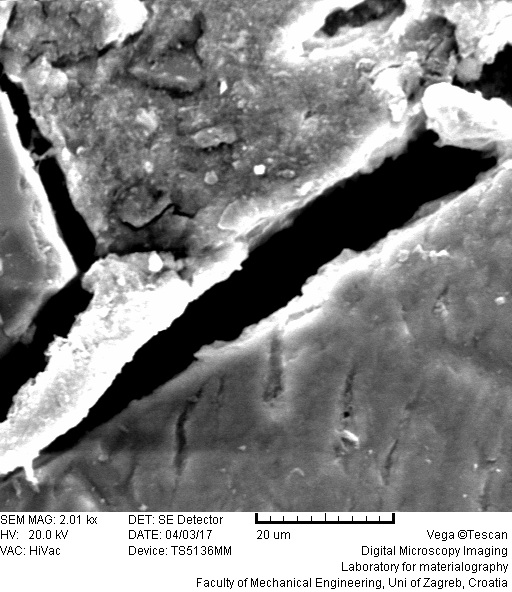 SEM MAG: 2.01 kx DET: SE Detector
HV: 20.0 kV DATE: 04/03/17 20 um Vega ©Tescan
VAC: HiVac Device: TS5136MM Digital Microscopy Imaging
Laboratory for materialography
Faculty of Mechanical Engineering, Uni of Zagreb, Croatia